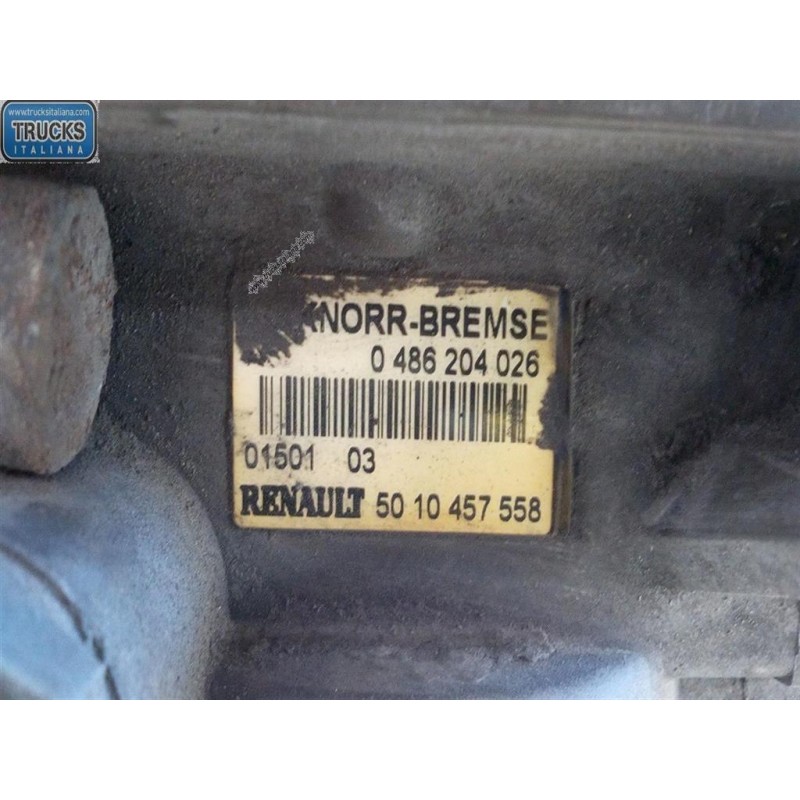 www.trucksitaliana.com
TRUCKS
ITALIANA
KNORR-BREMSE
0 486 204 026
01501 03
RENAULT 50 10 457 558